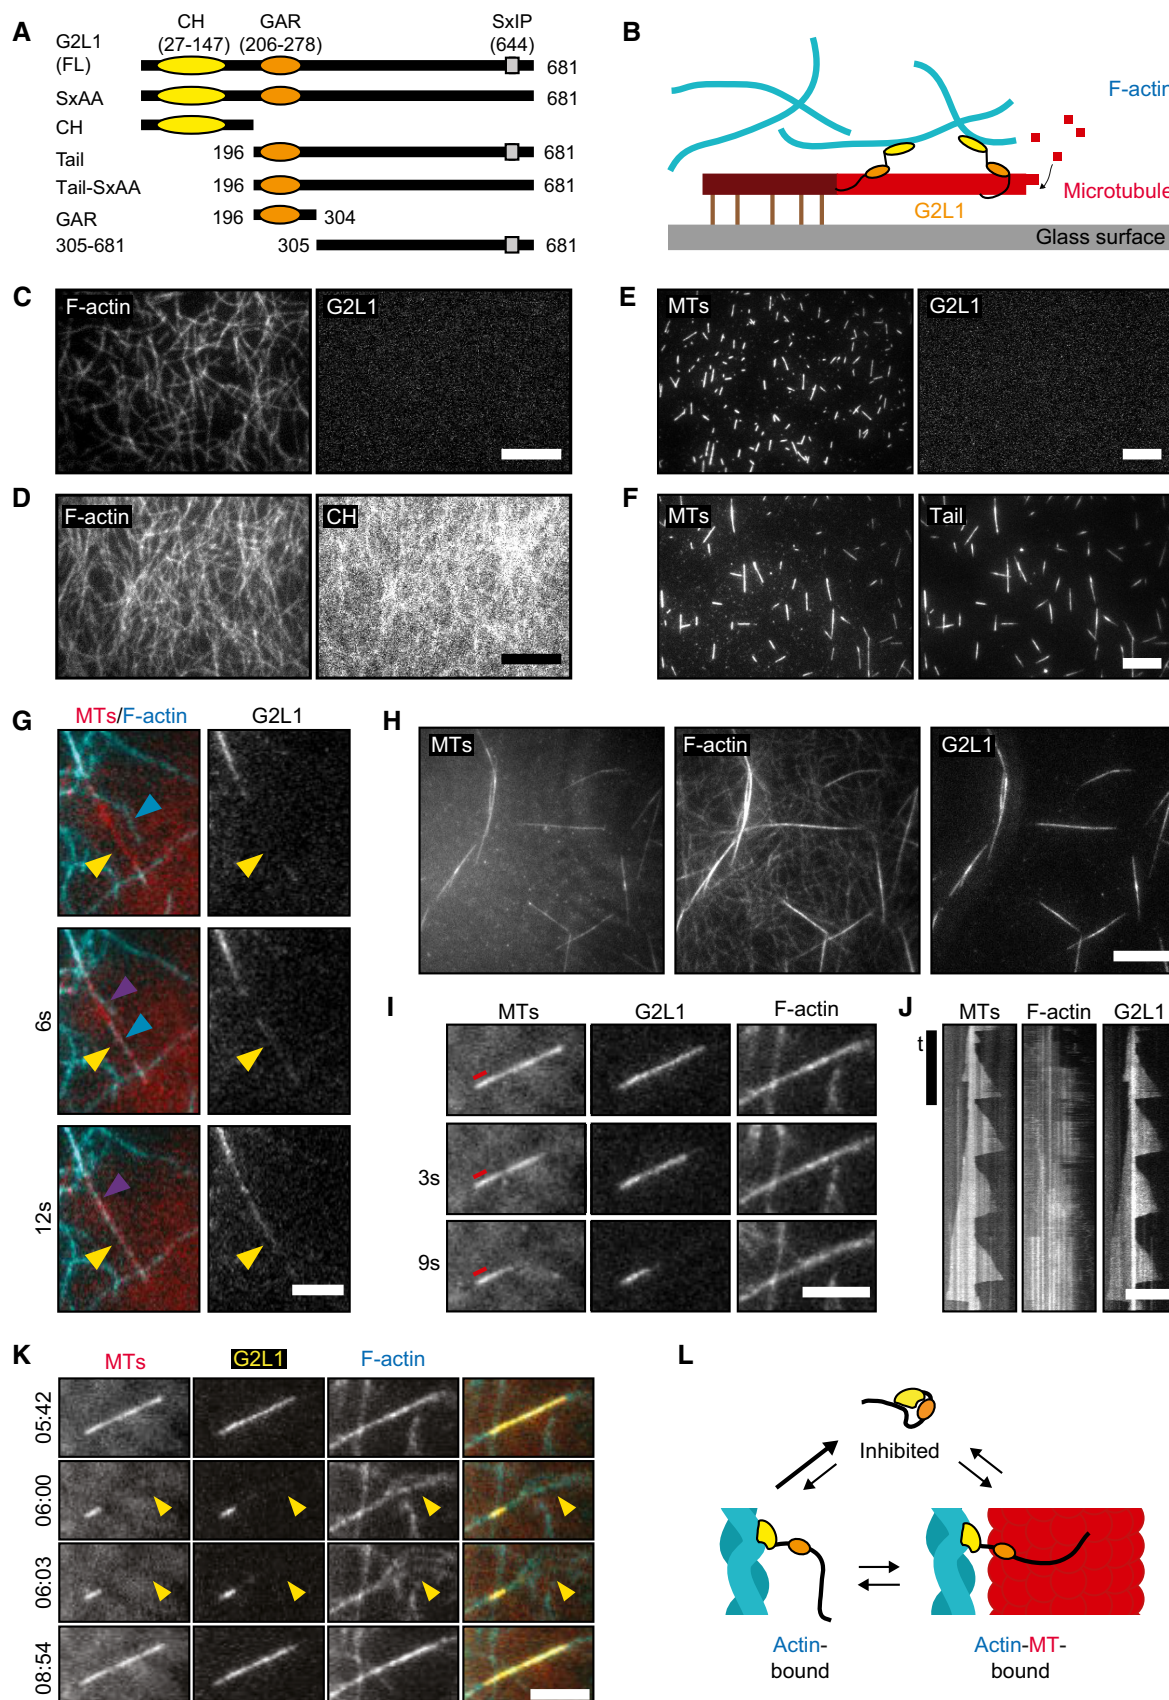 A
CH
GAR
SxIP
G2L1
(27-147)
(206-278)
(644)
(FL)
681
SxAA
681
CH
Tail
196
681
Tail-SxAA
196
681
GAR
196
304
305-681
305
681
B
F-actin
Microtubule
G2L1
Glass surface
C
F-actin
G2L1
D
F-actin
CH
E
MTs
G2L1
F
MTs
Tail
G
MTs/F-actin
G2L1
6s
12s
H
MTs
F-actin
G2L1
I
MTs
G2L1
F-actin
3s
9s
J
MTs
F-actin
G2L1
t
K
MTs
G2L1
F-actin
05:42
06:00
06:03
08:54
L
Inhibited
Actin-
bound
Actin-MT-
bound